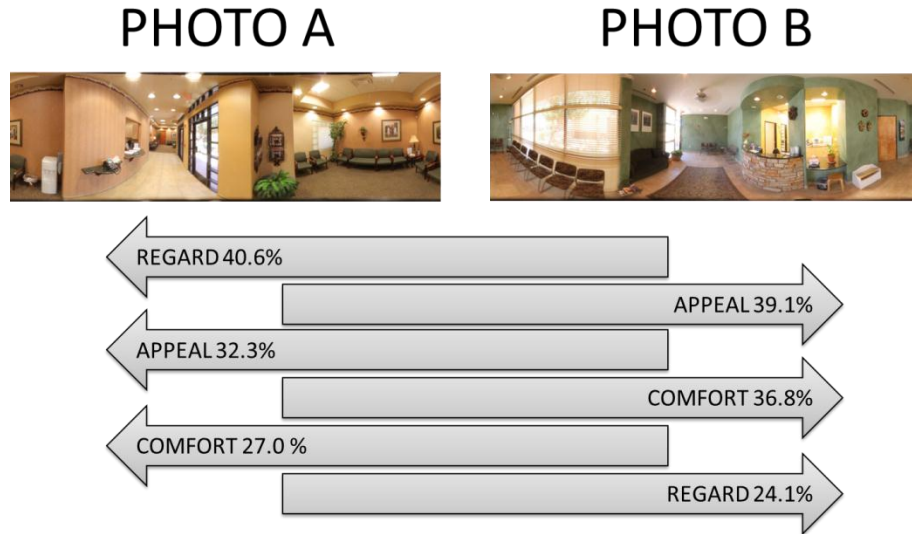 PHOTO A
PHOTO B
REGARD 40.6%
APPEAL 39.1%
APPEAL 32.3%
COMFORT 36.8%
COMFORT 27.0 %
REGARD 24.1%